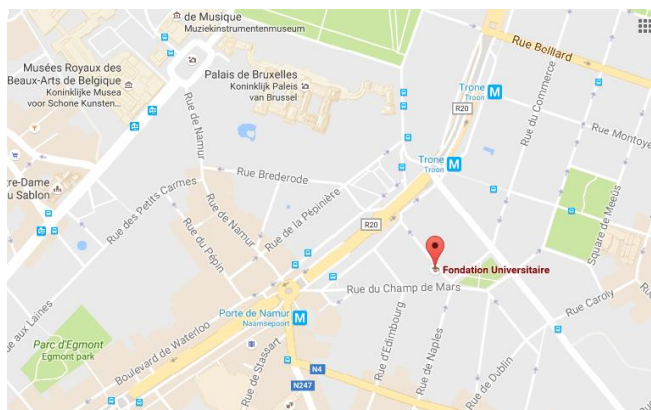 de Musique
Muziekinstrumentenmuseum
Rue Belliard
Musées Royaux des
Beaux-Arts de Belgique
Koninklijke Musea
voor Schone Kunsten...
Palais de Bruxelles
Koninklijk Paleis
van Brussel
Trone
Troon
M
R20
Rue du Commerce
Rue Montoye
Rue de Namur
Trone
Troon
M
Rue Brederode
re-Dame
u Sablon
Rue des Petits Carmes
Rue de Namur
Rue de la Pépinière
R20
Rue du Pépin
Square de Meeûs
Fondation Universitaire
Rue du Champ de Mars
Rue Caroly
e aux Laines
Porte de Namur
Naamsepoort
M
Parc d'Egmont
Egmont park
Boulevard de Waterloo
Rue de Stassart
Rue d'Edimbourg
Rue de Naples
Rue de Dublin
N4
N247